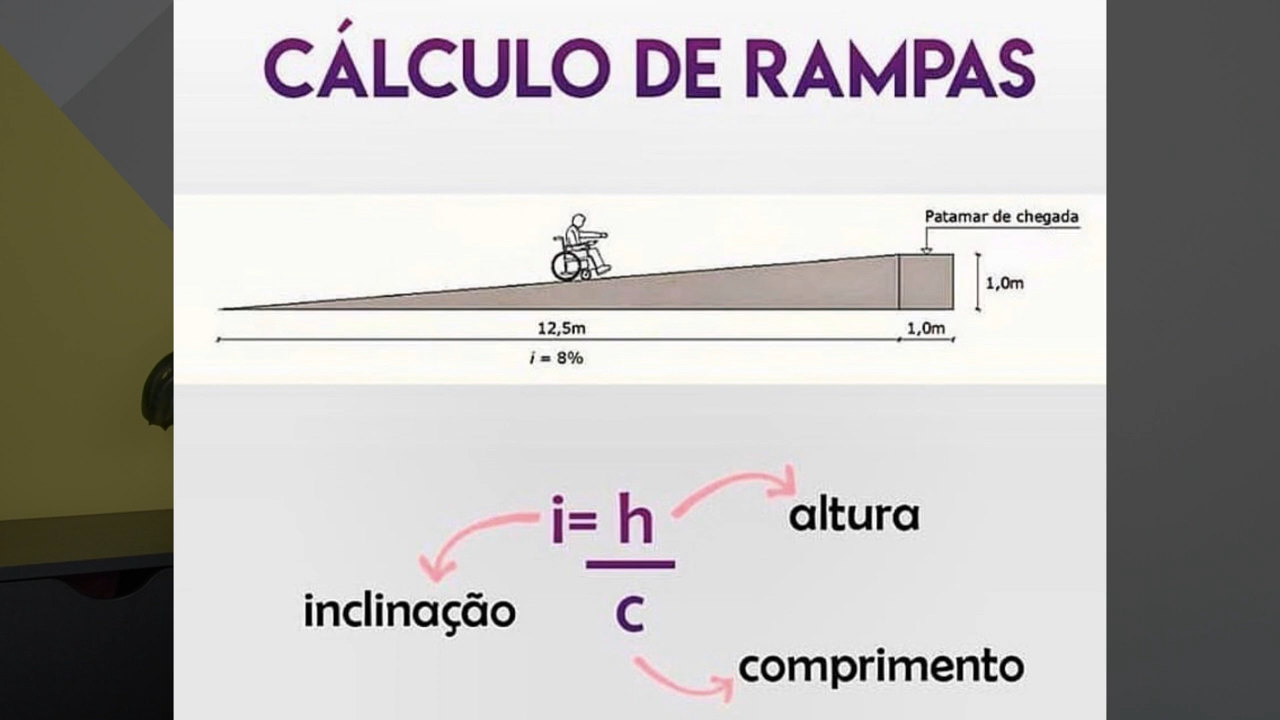 CÁLCULO DE RAMPAS
Patamar de chegada
1,0m
12,5m
1,0m
i = 8%
i= h
altura
inclinação
c
comprimento